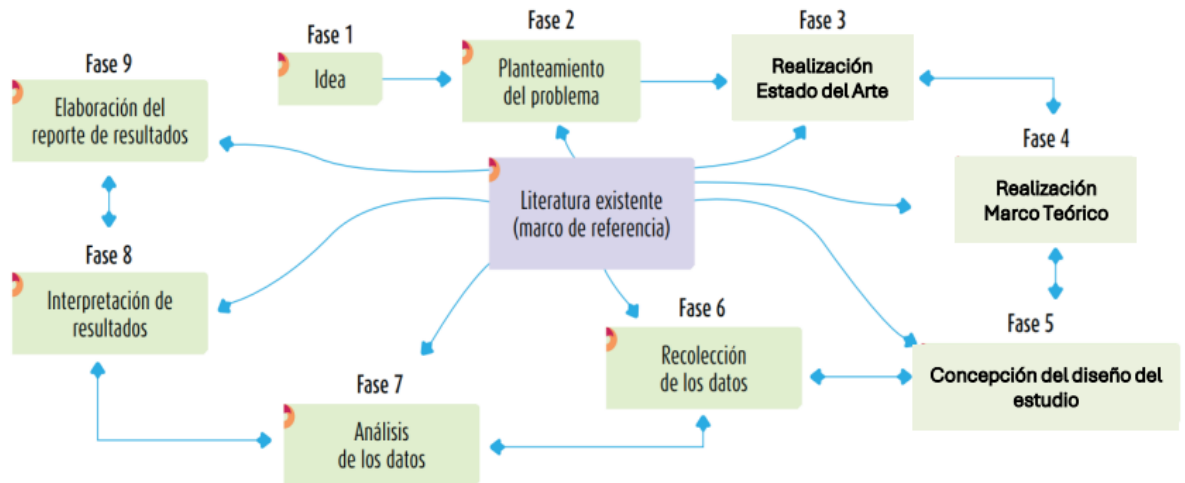 Fase 1
Idea
Fase 2
Planteamiento
del problema
Fase 3
Realización
Estado del Arte
Fase 4
Realización
Marco Teórico
Fase 5
Concepción del diseño del
estudio
Fase 6
Recolección
de los datos
Fase 7
Análisis
de los datos
Fase 8
Interpretación de
resultados
Fase 9
Elaboración del
reporte de resultados
Literatura existente
(marco de referencia)